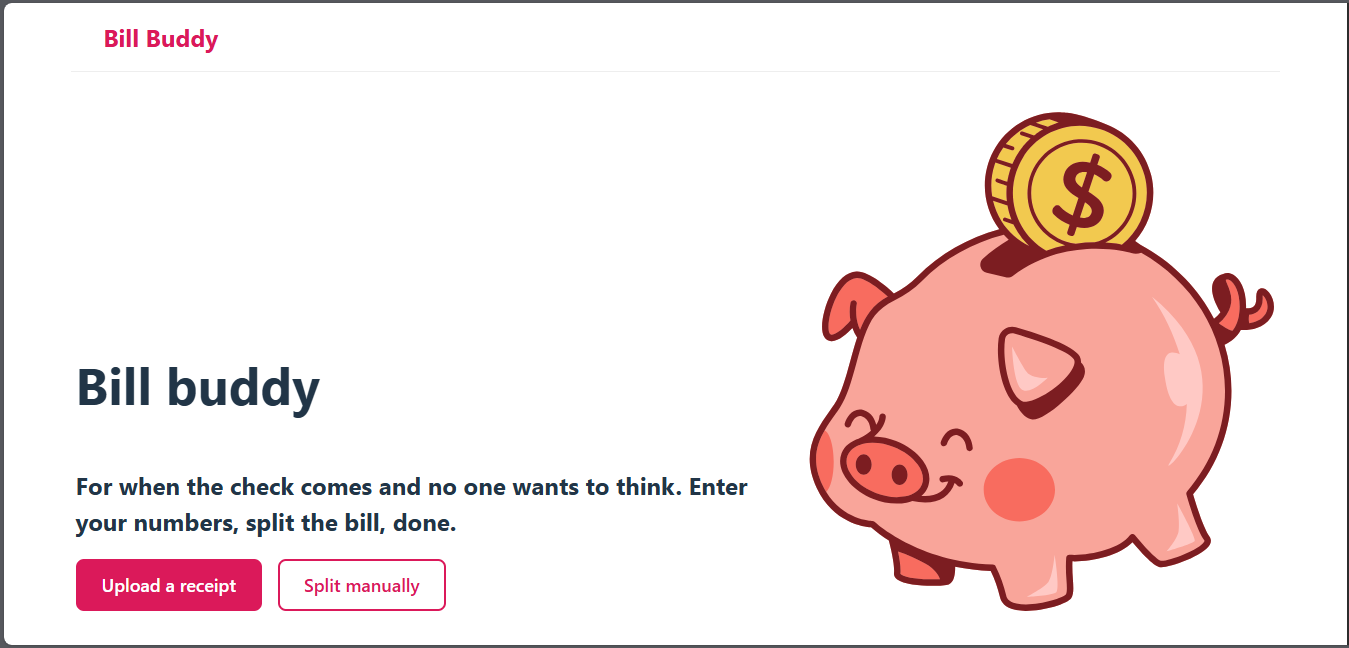 Bill Buddy
$
Bill buddy
For when the check comes and no one wants to think. Enter
your numbers, split the bill, done.
Upload a receipt
Split manually